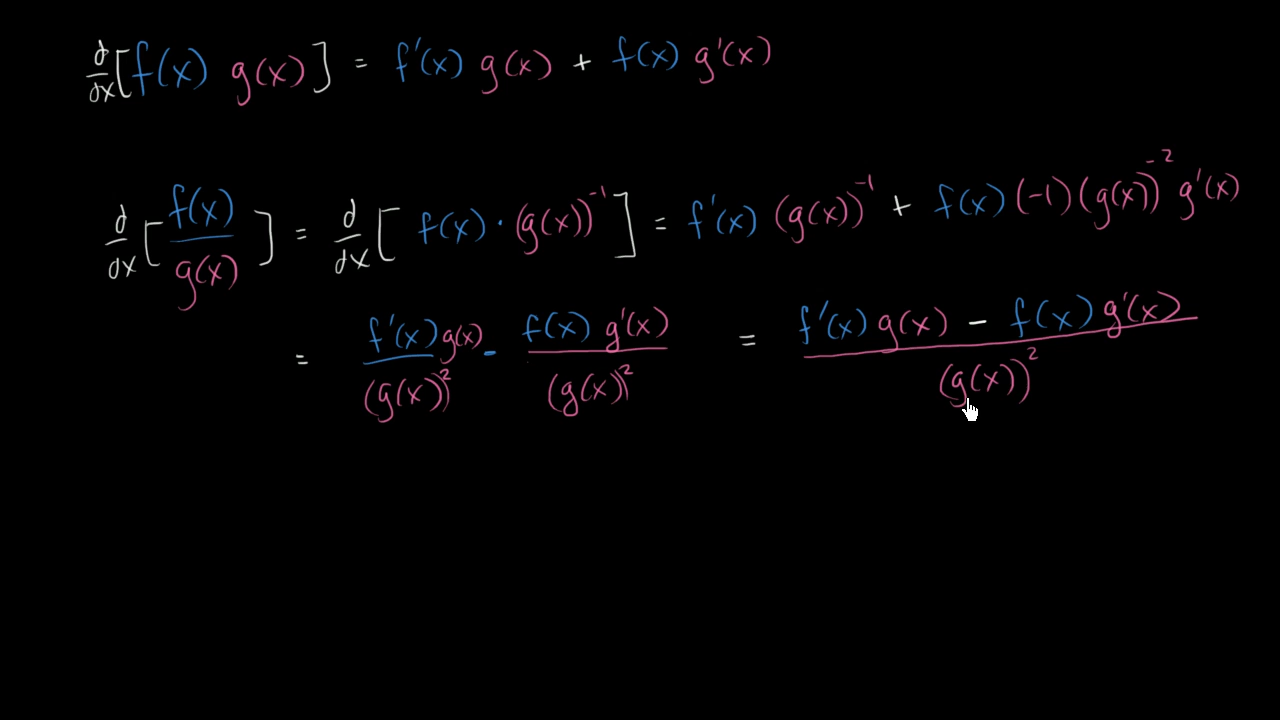 d/dx [f(x) g(x)] = f'(x) g(x) + f(x) g'(x)
d/dx [f(x)/g(x)] = d/dx [f(x) · (g(x))⁻¹] = f'(x) (g(x))⁻¹ + f(x) (-1) (g(x))⁻² g'(x)
= f'(x) g(x)/(g(x))² - f(x) g'(x)/(g(x))² = f'(x) g(x) - f(x) g'(x)/(g(x))²